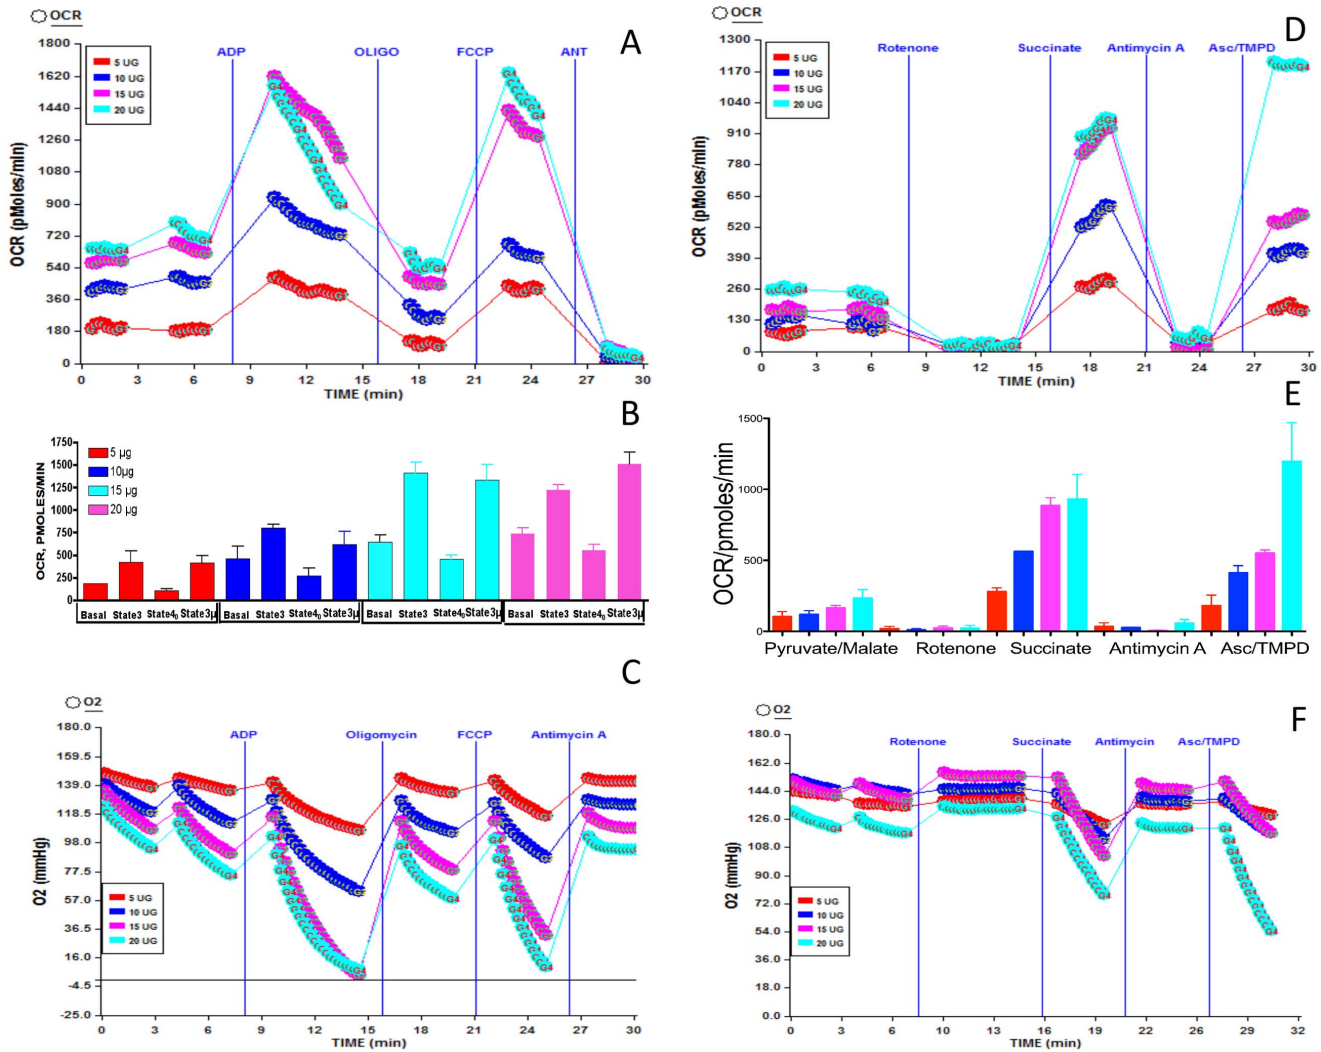 OCR
A
ADP OLIGO FCCP ANT
5 UG
10 UG
15 UG
20 UG
OCR (pMoles/min)
1800
1620
1440
1260
1080
900
720
540
360
180
0
0 3 6 9 12 15 18 21 24 27 30
TIME (min)
B
OCR, PMOLES/MIN
1750
1500
1250
1000
750
500
250
0
5 µg
10µg
15 µg
20 µg
Basal State3 State4₀ State3µ Basal State3 State4₀ State3µ Basal State3 State4₀ State3µ Basal State3 State4₀ State3µ
C
O2
ADP Oligomycin FCCP Antimycin A
O2 (mmHg)
180.0
159.5
139.0
118.5
98.0
77.5
57.0
36.5
16.0
-4.5
-25.0
5 UG
10 UG
15 UG
20 UG
0 3 6 9 12 15 18 21 24 27 30
TIME (min)
OCR
D
Rotenone Succinate Antimycin A Asc/TMPD
5 UG
10 UG
15 UG
20 UG
OCR (pMoles/min)
1300
1170
1040
910
780
650
520
390
260
130
0
0 3 6 9 12 15 18 21 24 27 30
TIME (min)
E
OCR/pmoles/min
1500
1000
500
0
Pyruvate/Malate Rotenone Succinate Antimycin A Asc/TMPD
F
O2
Rotenone Succinate Antimycin Asc/TMPD
O2 (mmHg)
180.0
162.0
144.0
126.0
108.0
90.0
72.0
54.0
36.0
18.0
0.0
5 UG
10 UG
15 UG
20 UG
0 3 6 10 13 16 19 22 26 29 32
TIME (min)